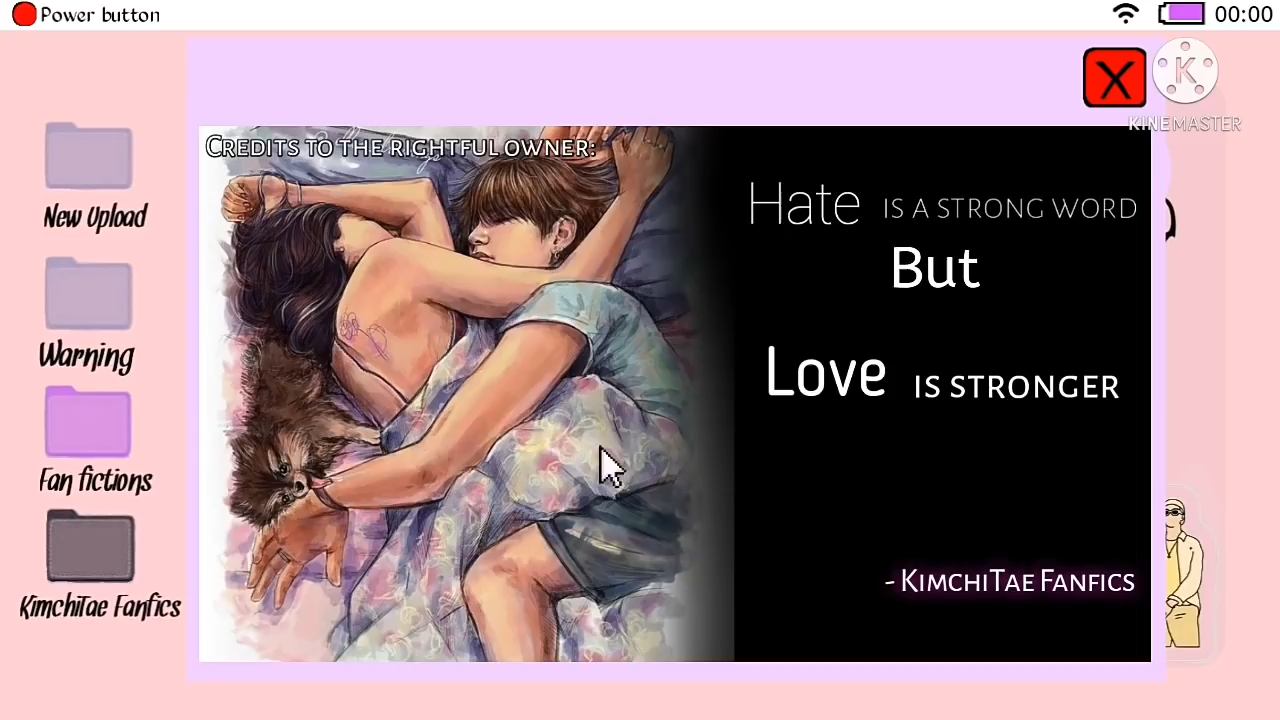 Power button
00:00
X
K
KINEMASTER
New Upload
Warning
Fan fictions
KimchiTae Fanfics
Credits to the rightful owner:
Hate is a strong word
But
Love is stronger
- KimchiTae Fanfics